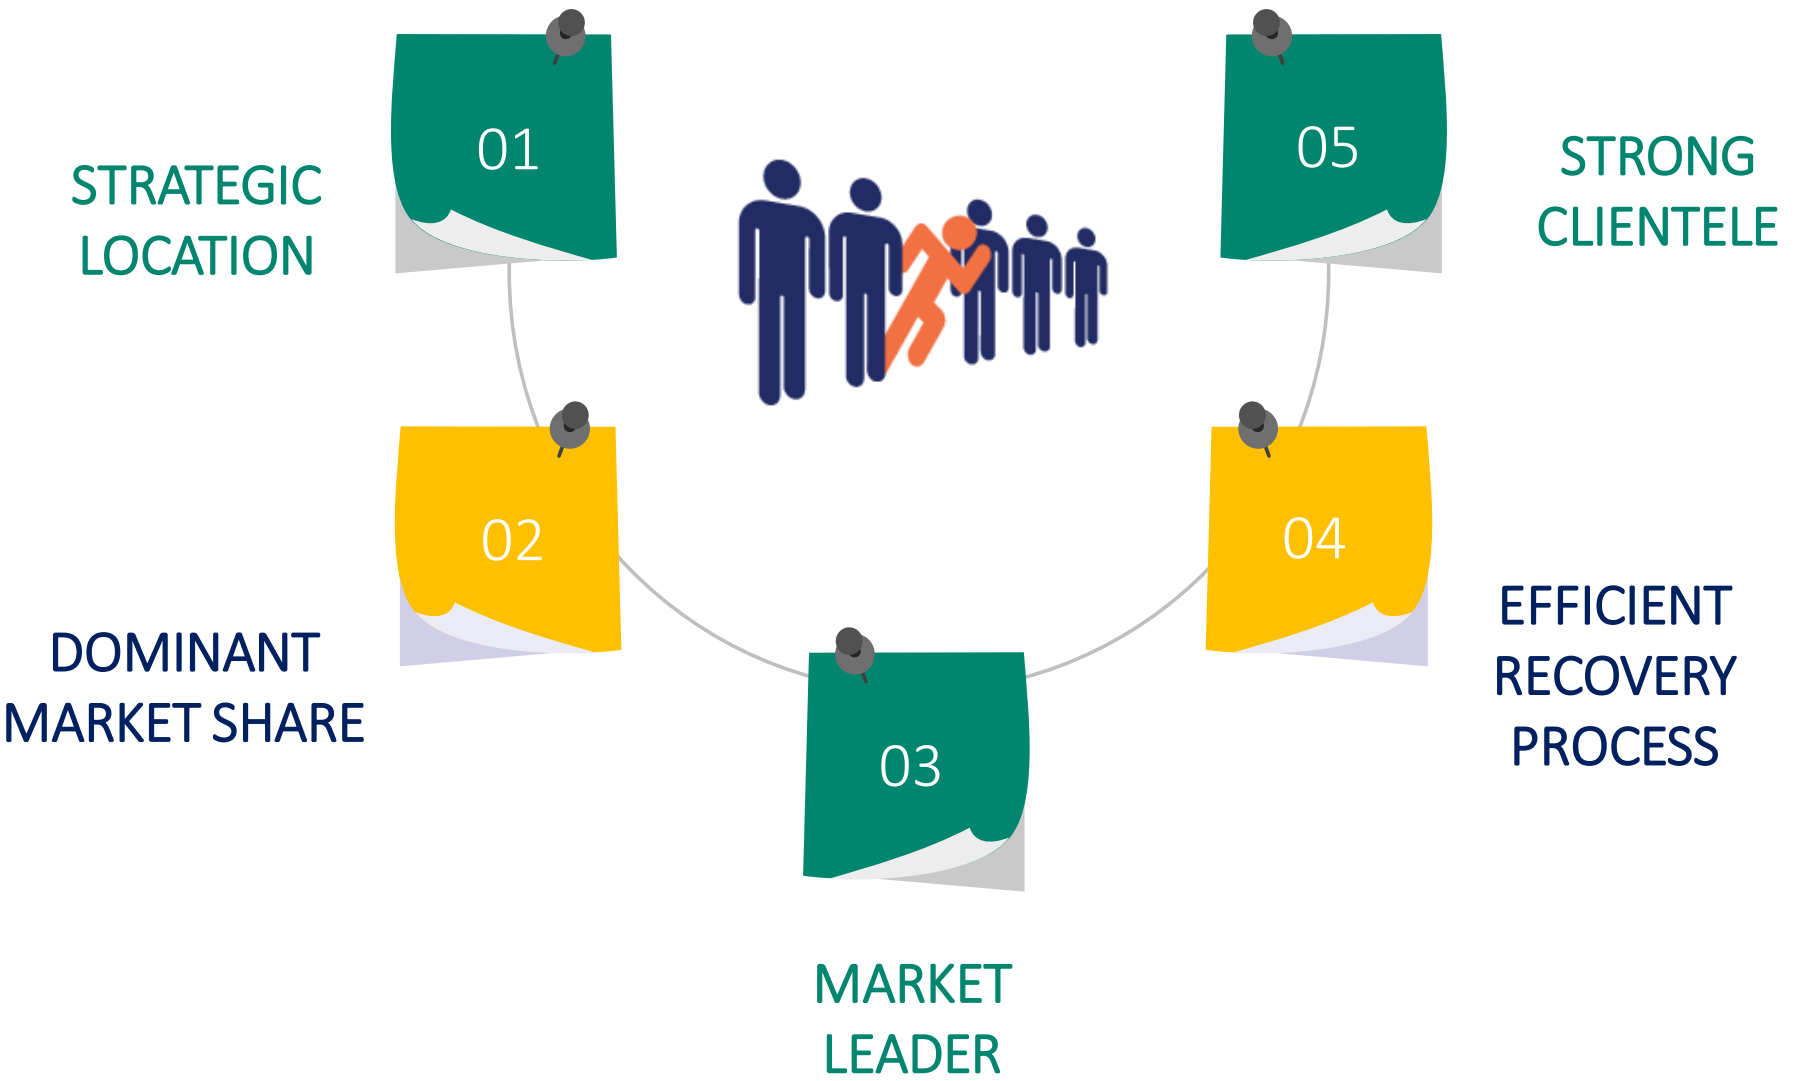 01
STRATEGIC
LOCATION
02
DOMINANT
MARKET SHARE
03
MARKET
LEADER
04
EFFICIENT
RECOVERY
PROCESS
05
STRONG
CLIENTELE